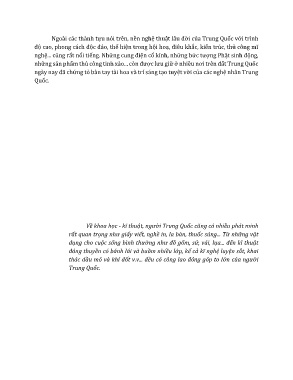 Ngoài các thành tựu nói trên, nền nghệ thuật lâu đời của Trung Quốc với trình
độ cao, phong cách độc đáo, thể hiện trong hội hoạ, điêu khắc, kiến trúc, thủ công mĩ
nghệ... cũng rất nổi tiếng. Những cung điện cổ kính, những bức tượng Phật sinh động,
những sản phẩm thủ công tinh xảo... còn được lưu giữ ở nhiều nơi trên đất Trung Quốc
ngày nay đã chứng tỏ bàn tay tài hoa và trí sáng tạo tuyệt vời của các nghệ nhân Trung
Quốc.
Về khoa học - kĩ thuật, người Trung Quốc cũng có nhiều phát minh
rất quan trọng như giấy viết, nghề in, la bàn, thuốc súng... Từ những vật
dụng cho cuộc sống bình thường như đồ gốm, sứ, vải, lụa... đến kĩ thuật
đóng thuyền có bánh lái và buồm nhiều lớp, kể cả kĩ nghệ luyện sắt, khai
thác dầu mỏ và khí đốt v.v... đều có công lao đóng góp to lớn của người
Trung Quốc.